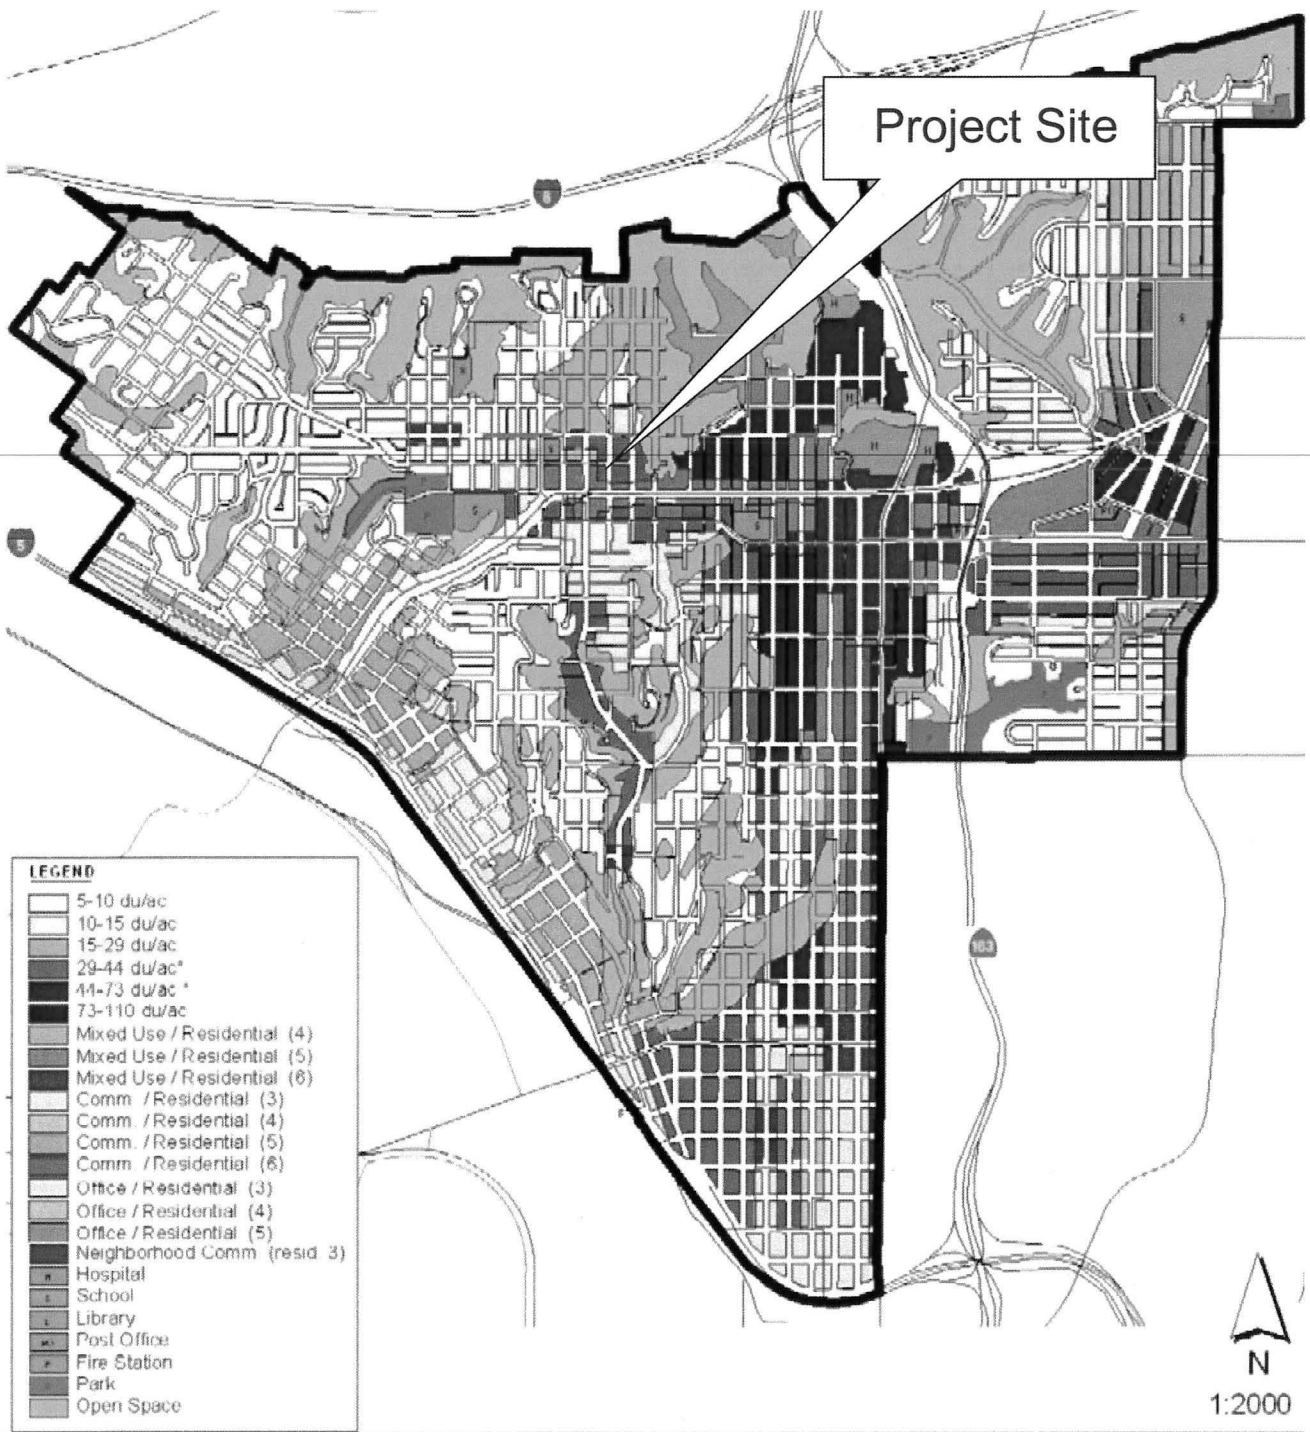 Project Site
8
5
163
LEGEND
5-10 du/ac
10-15 du/ac
15-29 du/ac
29-44 du/ac*
44-73 du/ac *
73-110 du/ac
Mixed Use / Residential (4)
Mixed Use / Residential (5)
Mixed Use / Residential (6)
Comm. / Residential (3)
Comm. / Residential (4)
Comm. / Residential (5)
Comm. / Residential (6)
Office / Residential (3)
Office / Residential (4)
Office / Residential (5)
Neighborhood Comm (resid 3)
H Hospital
S School
L Library
Post Office
F Fire Station
Park
Open Space
N
1:2000